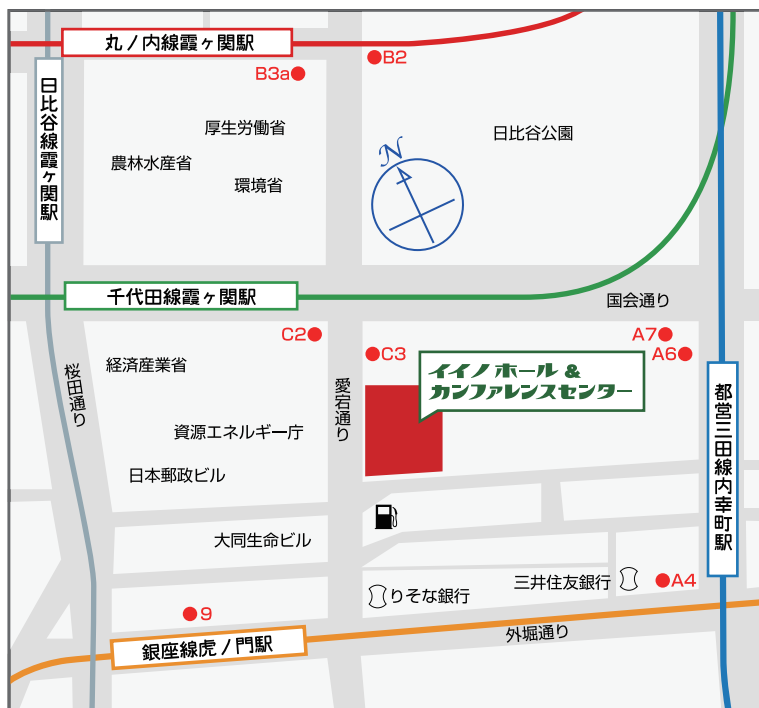 丸ノ内線霞ヶ関駅
B2
B3a
日比谷線霞ヶ関駅
厚生労働省
日比谷公園
農林水産省
環境省
N
千代田線霞ヶ関駅
国会通り
C2
A7
C3
A6
経済産業省
イイノホール &
カンファレンスセンター
桜田通り
愛宕通り
都営三田線内幸町駅
資源エネルギー庁
日本郵政ビル
大同生命ビル
三井住友銀行
A4
りそな銀行
9
外堀通り
銀座線虎ノ門駅